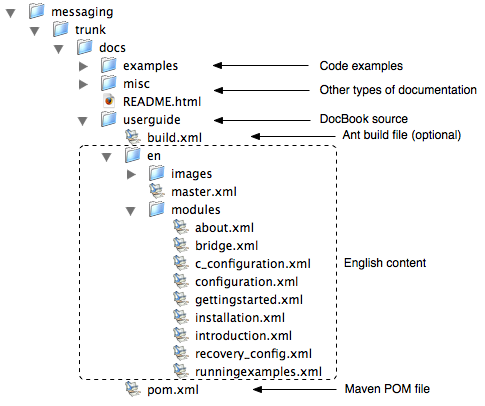 messaging
trunk
docs
examples Code examples
misc Other types of documentation
README.html
userguide DocBook source
build.xml Ant build file (optional)
en
images
master.xml
modules
about.xml
bridge.xml
c_configuration.xml English content
configuration.xml
gettingstarted.xml
installation.xml
introduction.xml
recovery_config.xml
runningexamples.xml
pom.xml Maven POM file